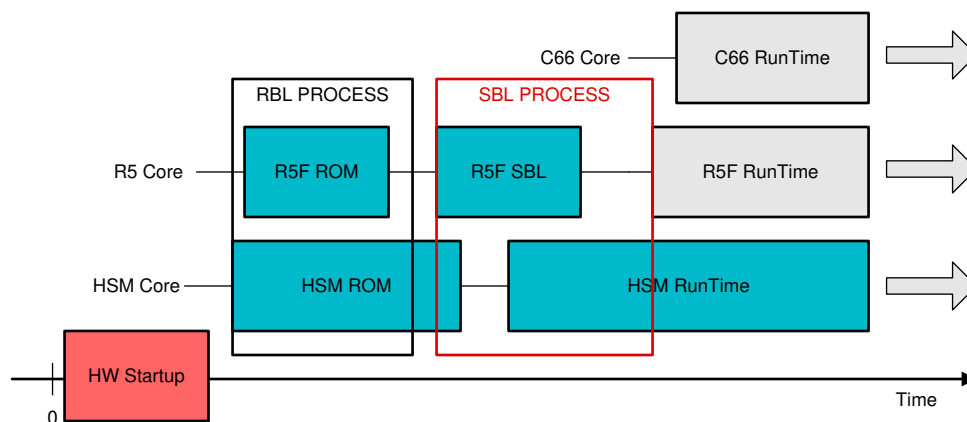 C66 Core
C66 RunTime
RBL PROCESS
SBL PROCESS
R5 Core
R5F ROM
R5F SBL
R5F RunTime
HSM Core
HSM ROM
HSM RunTime
HW Startup
0
Time